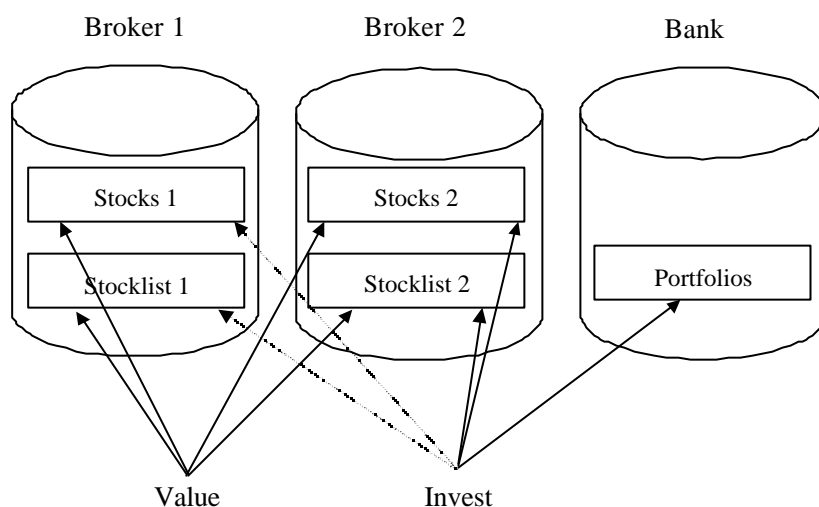 Broker 1
Broker 2
Bank
Stocks 1
Stocks 2
Stocklist 1
Stocklist 2
Portfolios
Value
Invest